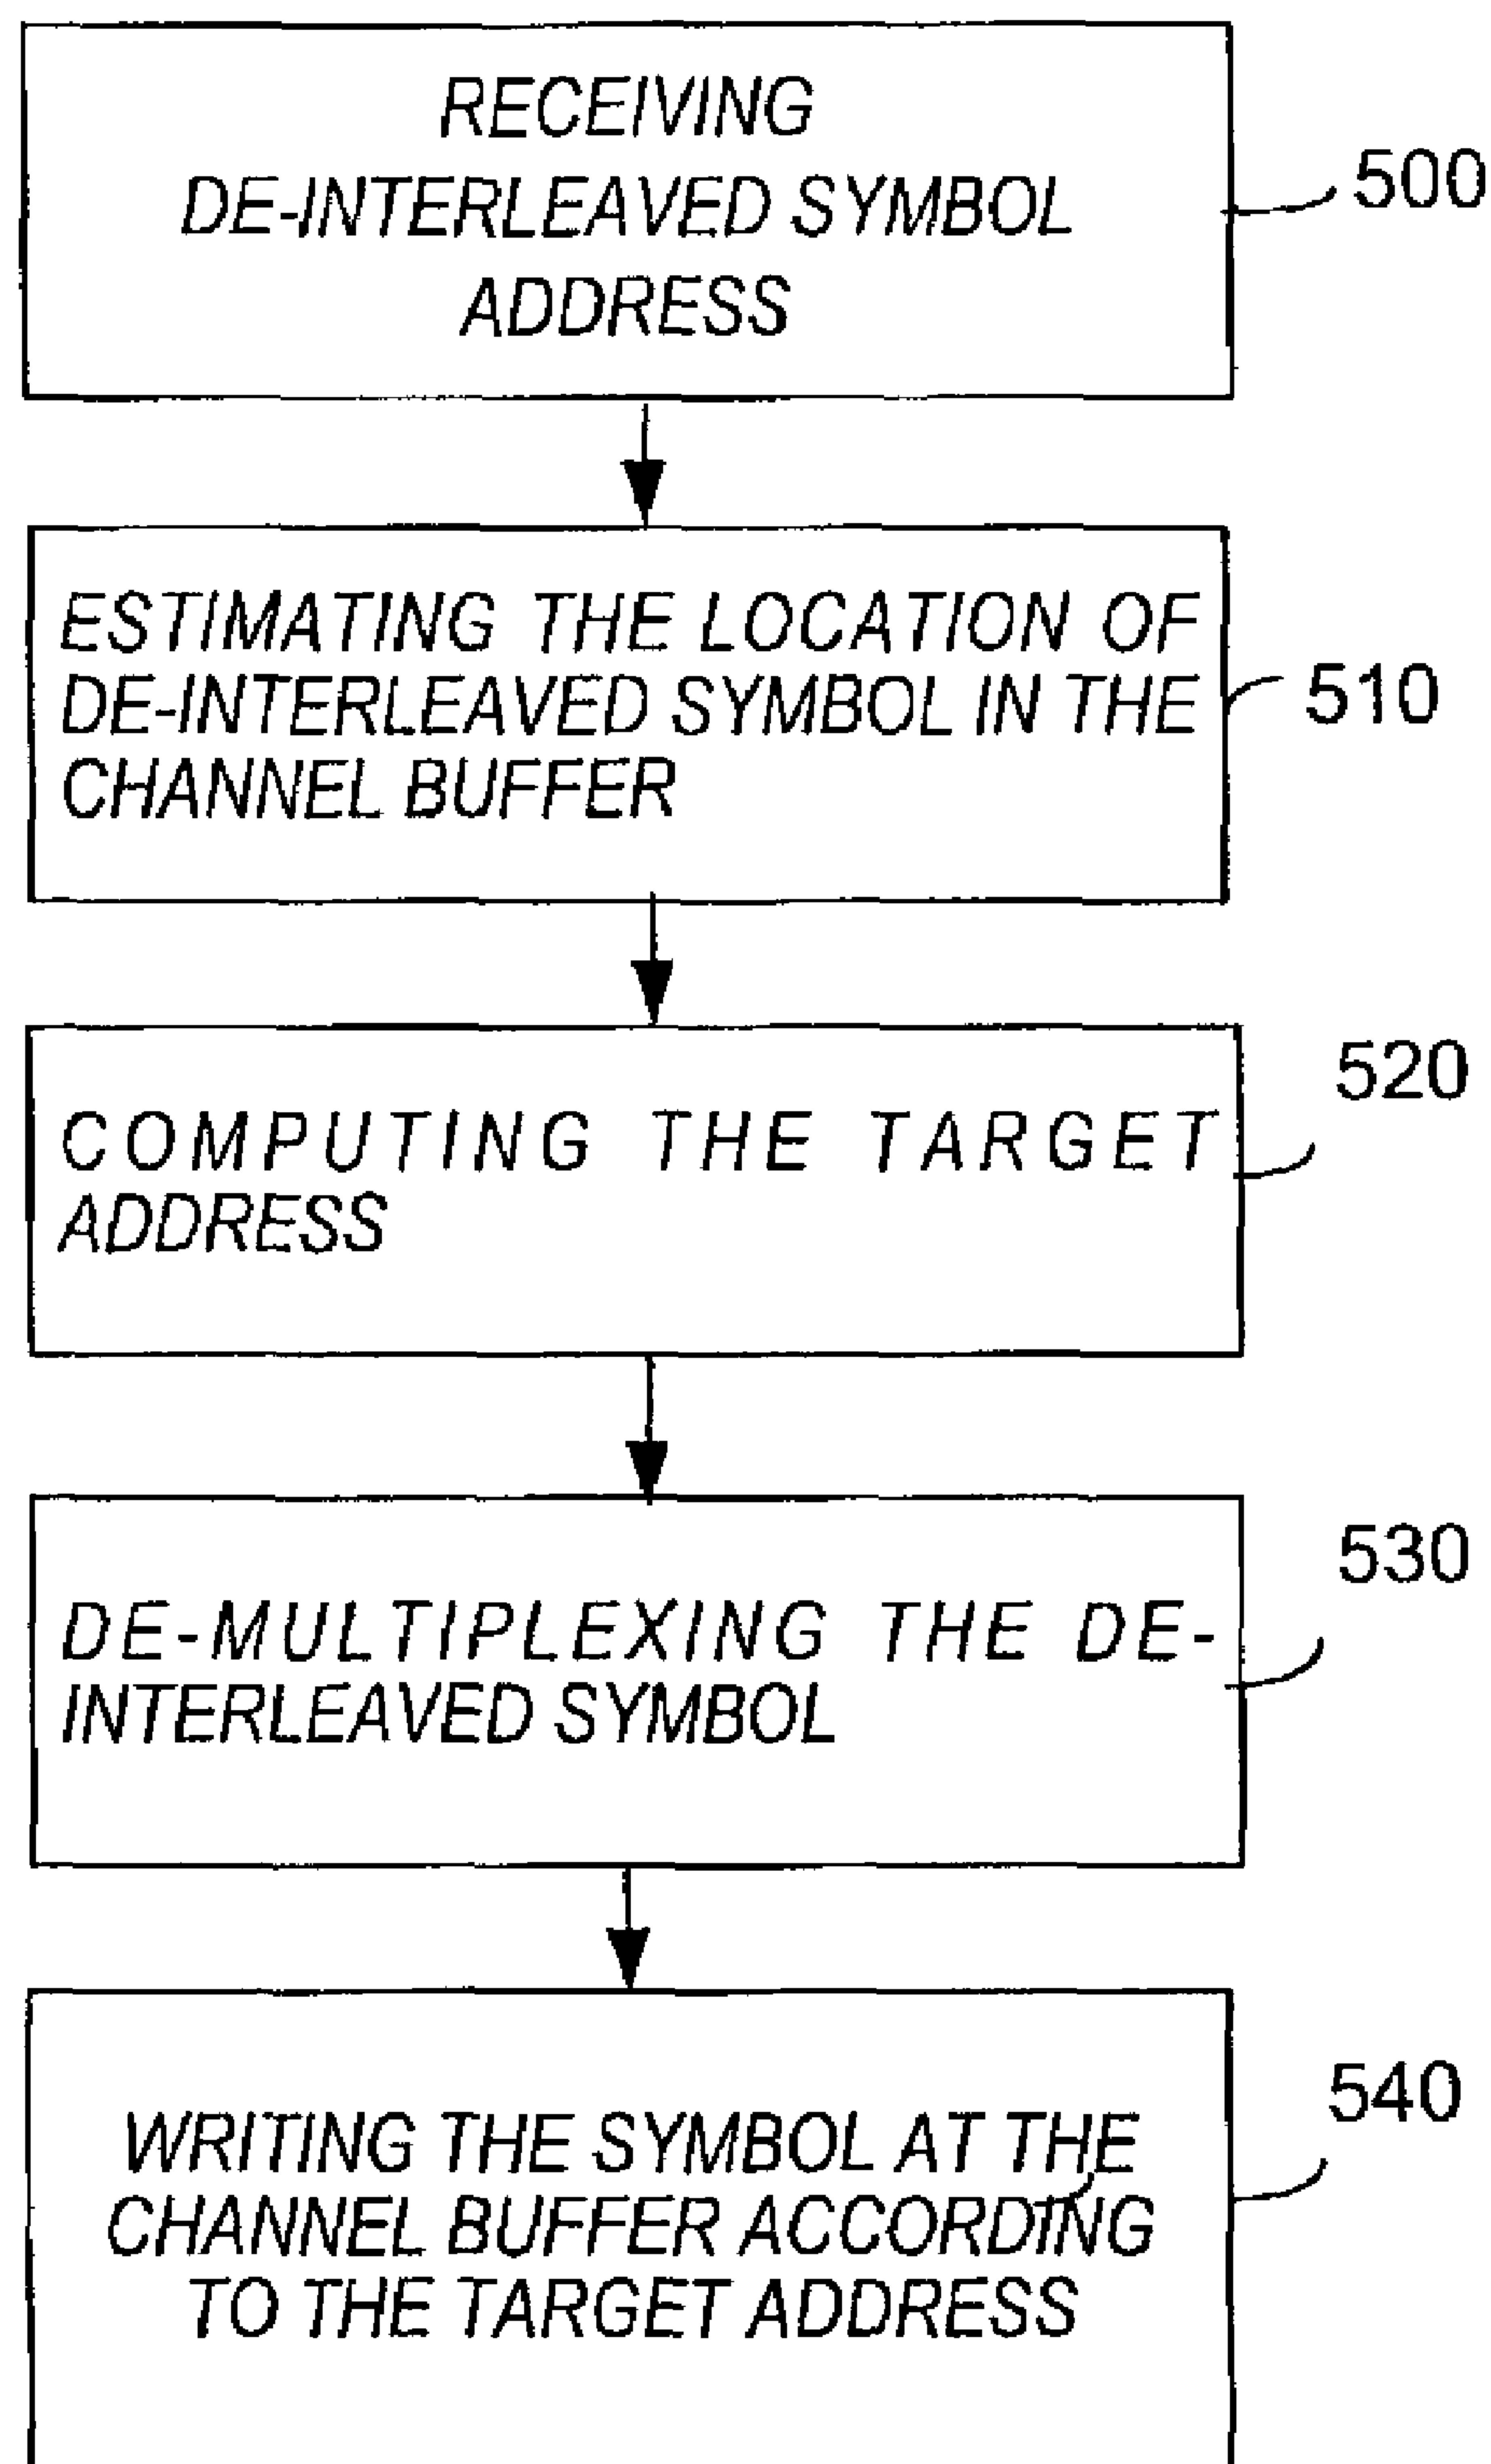 RECEIVING
DE-INTERLEAVED SYMBOL
ADDRESS
500
ESTIMATING THE LOCATION OF
DE-INTERLEAVED SYMBOL IN THE
CHANNEL BUFFER
510
COMPUTING THE TARGET
ADDRESS
520
DE-MULTIPLEXING THE DE-
INTERLEAVED SYMBOL
530
WRITING THE SYMBOL AT THE
CHANNEL BUFFER ACCORDING
TO THE TARGET ADDRESS
540